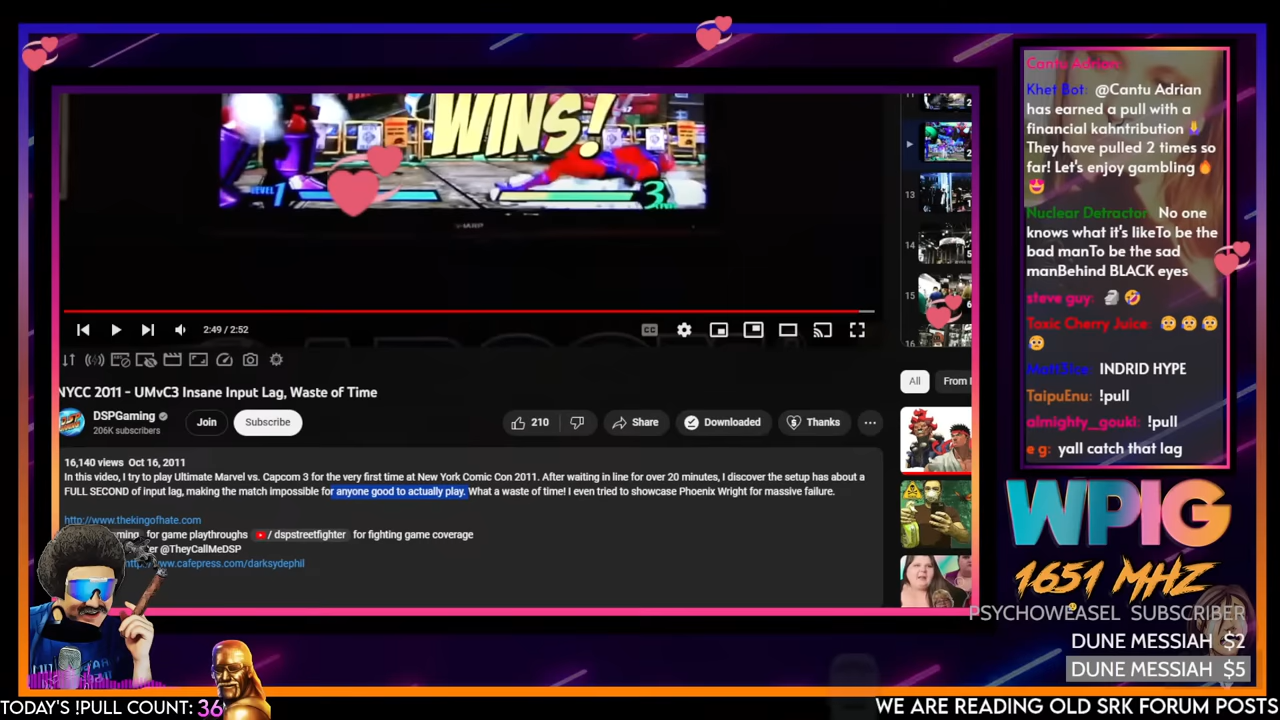 WINS!
LEVEL 1
3
SHARP
2:49 / 2:52
CC
NYCC 2011 - UMvC3 Insane Input Lag, Waste of Time
DSPGaming
206K subscribers
Join
Subscribe
210
Share
Downloaded
Thanks
16,140 views Oct 16, 2011
In this video, I try to play Ultimate Marvel vs. Capcom 3 for the very first time at New York Comic Con 2011. After waiting in line for over 20 minutes, I discover the setup has about a
FULL SECOND of input lag, making the match impossible for anyone good to actually play. What a waste of time! I even tried to showcase Phoenix Wright for massive failure.
http://www.thekingofhate.com
for game playthroughs / dspstreetfighter for fighting game coverage
@TheyCallMeDSP
.cafepress.com/darksydephil
13
14
15
16
All
From
Cantu Adrian:
Khet Bot: @Cantu Adrian
has earned a pull with a
financial kahntribution
They have pulled 2 times so
far! Let's enjoy gambling🔥
😍
Nuclear Detractor: No one
knows what it's likeTo be the
bad manTo be the sad
manBehind BLACK eyes
steve guy: 🗿🤣
Toxic Cherry Juice: 😥😥😥
😥
INDRID HYPE
TaipuEnu: !pull
almighty_gouki: !pull
e g: yall catch that lag
WPIG
1651 MHZ
PSYCHOWEASEL SUBSCRIBER
DUNE MESSIAH $2
DUNE MESSIAH $5
TODAY'S !PULL COUNT: 36
WE ARE READING OLD SRK FORUM POSTS